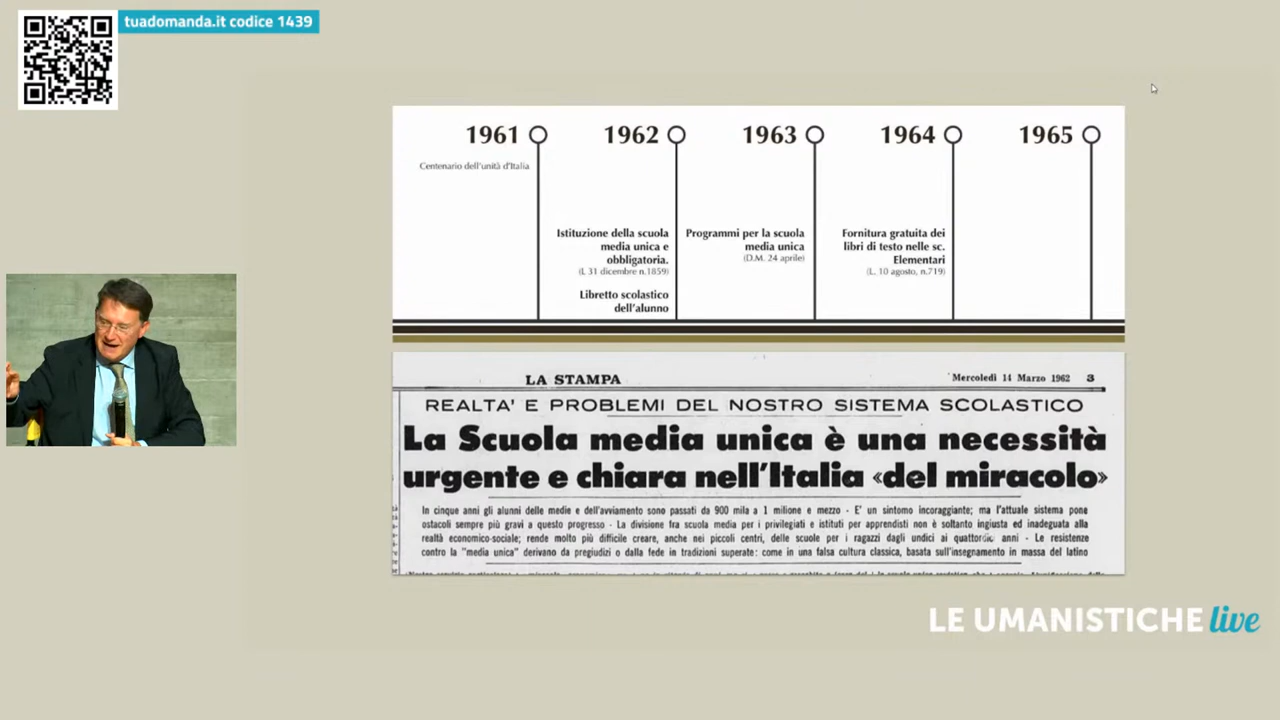 tuadomanda.it codice 1439
1961
1962
1963
1964
1965
Centenario dell'unità d'Italia
Istituzione della scuola
media unica e
obbligatoria.
(L 31 dicembre n.1859)
Libretto scolastico
dell'alunno
Programmi per la scuola
media unica
(D.M. 24 aprile)
Fornitura gratuita dei
libri di testo nelle sc.
Elementari
(L. 10 agosto, n.719)
LA STAMPA
Mercoledì 14 Marzo 1962 3
REALTA' E PROBLEMI DEL NOSTRO SISTEMA SCOLASTICO
La Scuola media unica è una necessità
urgente e chiara nell'Italia «del miracolo»
In cinque anni gli alunni delle medie e dell'avviamento sono passati da 900 mila a 1 milione e mezzo - E' un sintomo incoraggiante; ma l'attuale sistema pone
ostacoli sempre più gravi a questo progresso - La divisione fra scuola media per i privilegiati e istituti per apprendisti non è soltanto ingiusta ed inadeguata alla
realtà economico-sociale; rende molto più difficile creare, anche nei piccoli centri, delle scuole per i ragazzi dagli undici ai quattordici anni - Le resistenze
contro la "media unica" derivano da pregiudizi o dalla fede in tradizioni superate: come in una falsa cultura classica, basata sull'insegnamento in massa del latino
LE UMANISTICHE live